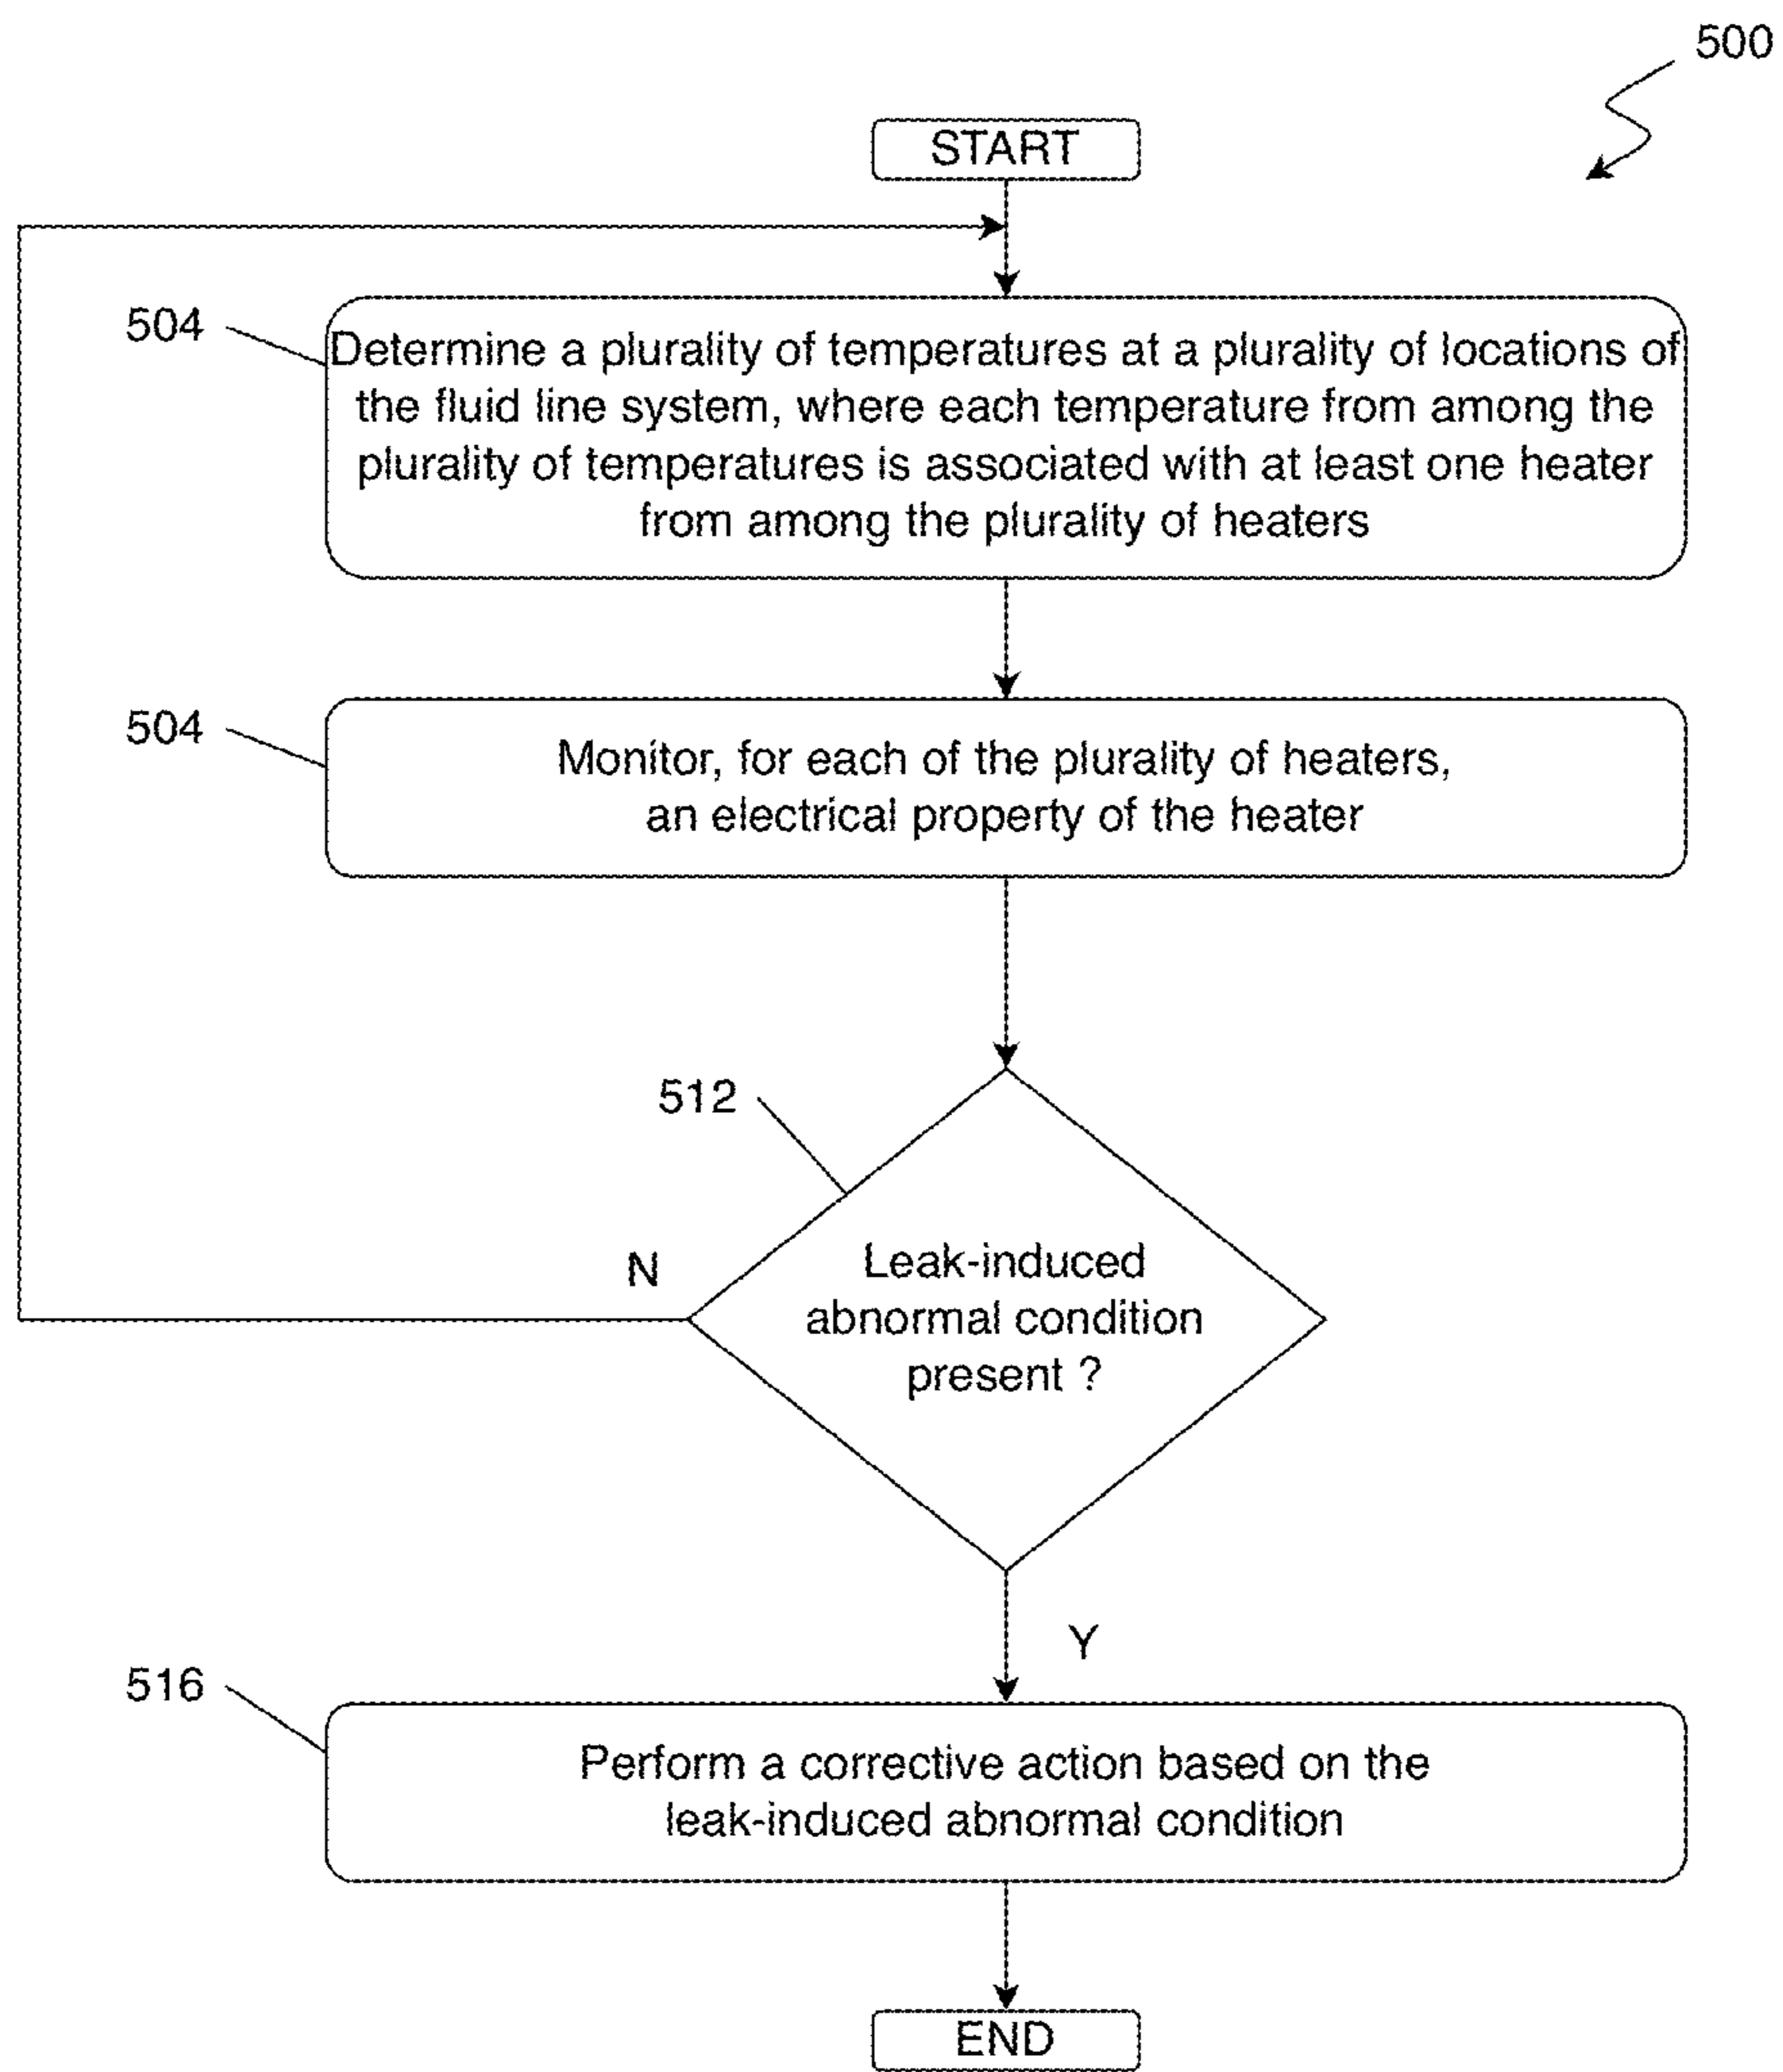 500
START
504
Determine a plurality of temperatures at a plurality of locations of
the fluid line system, where each temperature from among the
plurality of temperatures is associated with at least one heater
from among the plurality of heaters
504
Monitor, for each of the plurality of heaters,
an electrical property of the heater
512
Leak-induced
abnormal condition
present ?
N
Y
516
Perform a corrective action based on the
leak-induced abnormal condition
END